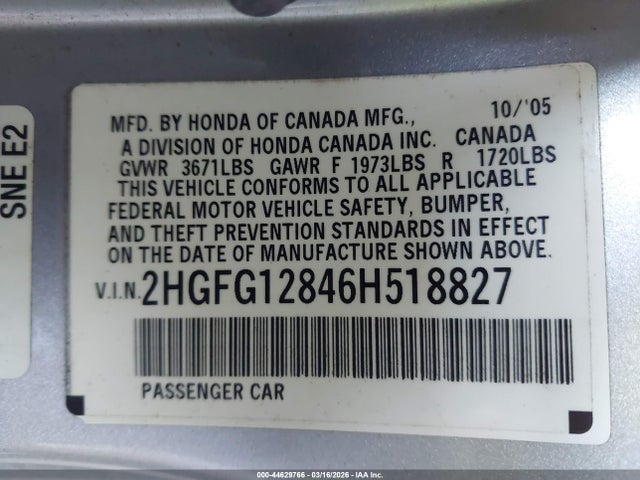 SNE E2
MFD. BY HONDA OF CANADA MFG., 10/'05
A DIVISION OF HONDA CANADA INC. CANADA
GVWR 3671LBS GAWR F 1973LBS R 1720LBS
THIS VEHICLE CONFORMS TO ALL APPLICABLE
FEDERAL MOTOR VEHICLE SAFETY, BUMPER,
AND THEFT PREVENTION STANDARDS IN EFFECT
ON THE DATE OF MANUFACTURE SHOWN ABOVE.
V.I.N. 2HGFG12846H518827
PASSENGER CAR
000-44629766 - 03/16/2026 - IAA Inc.